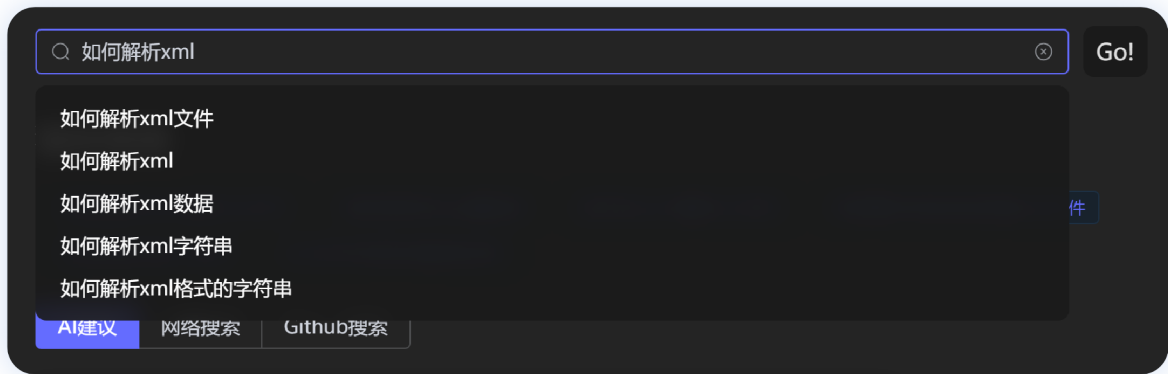 如何解析xml
Go!
如何解析xml文件
如何解析xml
如何解析xml数据
如何解析xml字符串
如何解析xml格式的字符串
件
AI建议 网络搜索 Github搜索